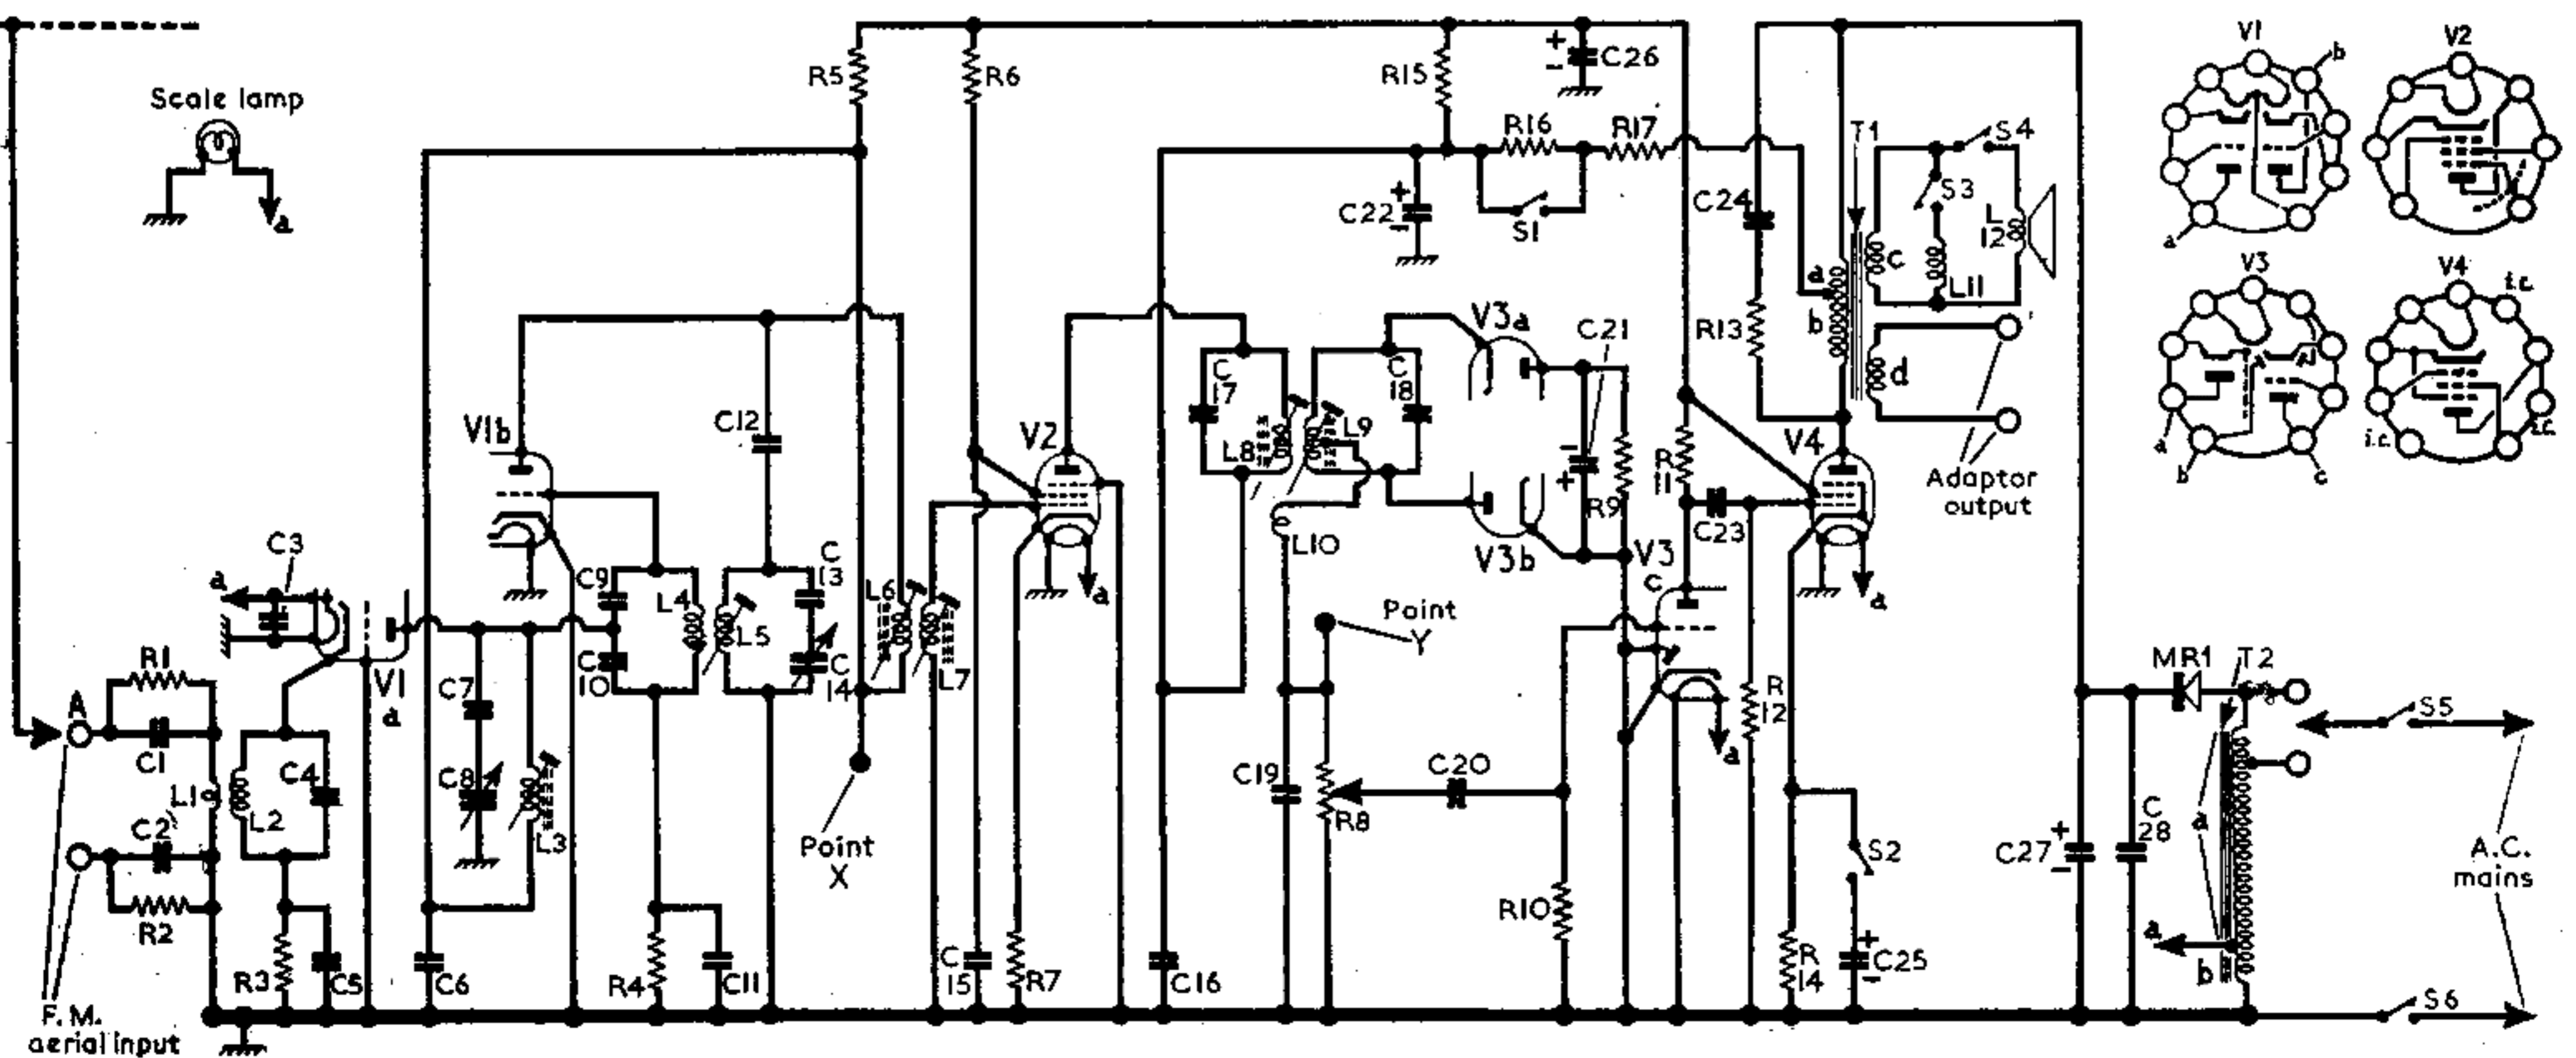 Scale lamp
a
R5
R6
R15
C26
R16
R17
C22
S1
T1
S4
S3
L
12
C24
a
b
c
d
L11
R13
Adaptor
output
V1
b
a
V2
V3
a
b
c
V4
i.c.
i.c.
i.c.
V1b
C12
V2
a
C
17
C
18
L8
L9
L10
V3a
V3b
C21
R9
R
11
C23
V3
c
a
V4
a
C3
a
V1
a
R1
A
C1
L1
C2
R2
L2
C4
R3
C5
C6
C7
C8
L3
C9
C
10
L4
L5
C
13
C
14
L6
L7
R4
C11
Point
X
C
15
R7
C16
C19
Point
Y
R8
C20
R10
R
12
R
14
S2
C25
C27
C
28
MR1
T2
a
a
b
S5
A.C.
mains
S6
F.M.
aerial input